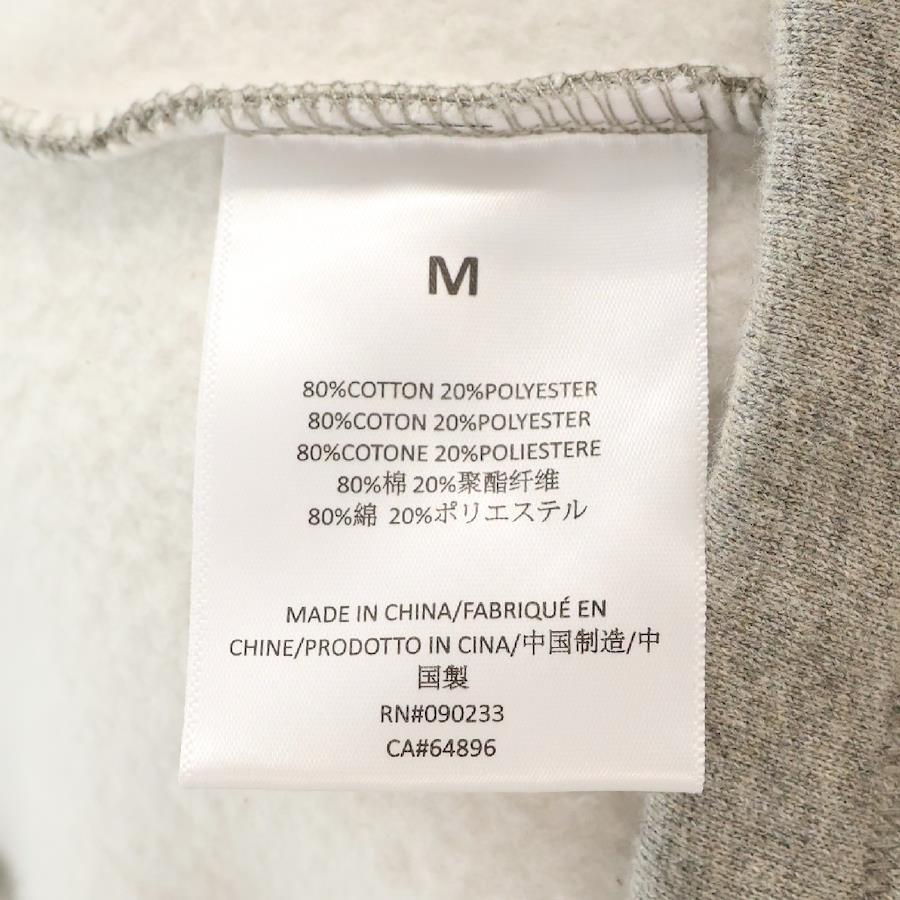 M
80%COTTON 20%POLYESTER
80%COTON 20%POLYESTER
80%COTONE 20%POLIESTERE
80%棉 20%聚酯纤维
80%綿 20%ポリエステル
MADE IN CHINA/FABRIQUÉ EN
CHINE/PRODOTTO IN CINA/中国制造/中
国製
RN#090233
CA#64896